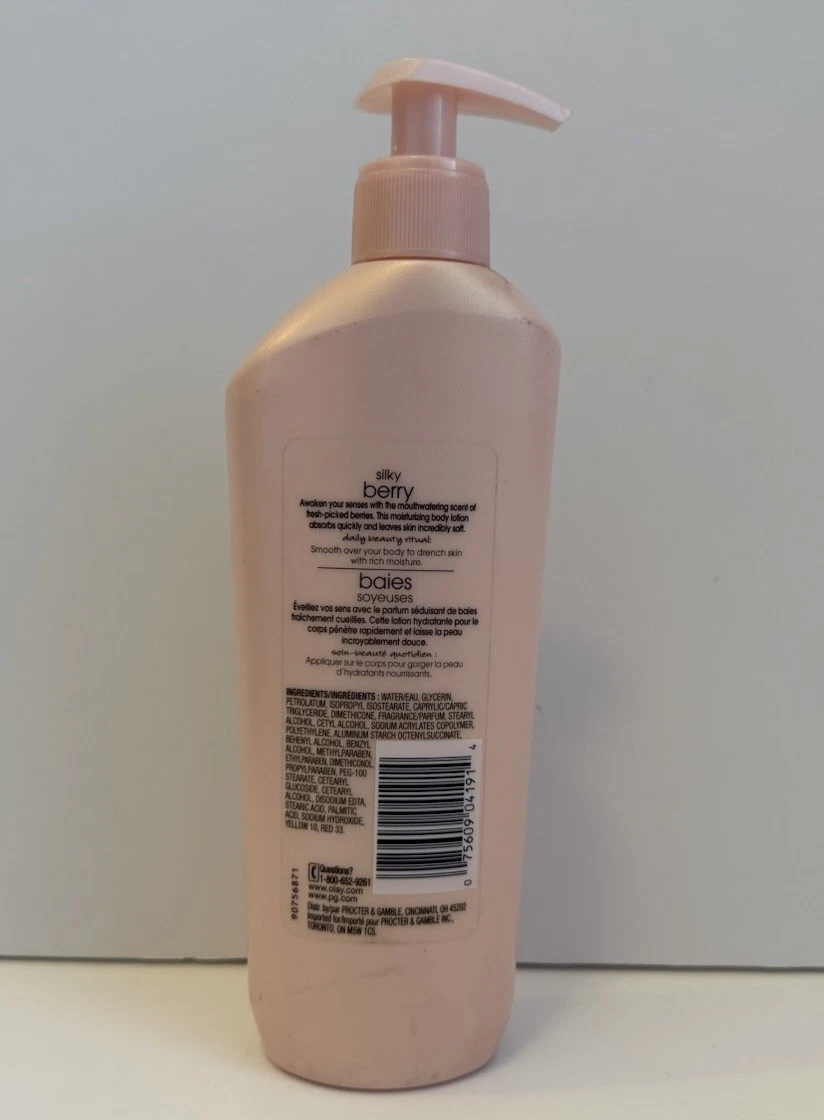 silky
berry
Awaken your senses with the mouthwatering scent of
fresh-picked berries. This moisturizing body lotion
absorbs quickly and leaves skin incredibly soft.
daily beauty ritual:
Smooth over your body to drench skin
with rich moisture.
baies
soyeuses
Éveillez vos sens avec le parfum séduisant de baies
fraîchement cueillies. Cette lotion hydratante pour le
corps pénètre rapidement et laisse la peau
incroyablement douce.
soin-beauté quotidien :
Appliquer sur le corps pour gorger la peau
d'hydratants nourrissants.
INGREDIENTS/INGRÉDIENTS : WATER/EAU, GLYCERIN,
PETROLATUM, ISOPROPYL ISOSTEARATE, CAPRYLIC/CAPRIC
TRIGLYCERIDE, DIMETHICONE, FRAGRANCE/PARFUM, STEARYL
ALCOHOL, CETYL ALCOHOL, SODIUM ACRYLATES COPOLYMER,
POLYETHYLENE, ALUMINUM STARCH OCTENYLSUCCINATE,
BEHENYL ALCOHOL, BENZYL
ALCOHOL, METHYLPARABEN,
ETHYLPARABEN, DIMETHICONOL,
PROPYLPARABEN, PEG-100
STEARATE, CETEARYL
GLUCOSIDE, CETEARYL
ALCOHOL, DISODIUM EDTA,
STEARIC ACID, PALMITIC
ACID, SODIUM HYDROXIDE,
YELLOW 10, RED 33.
0 75609 04191 4
90756871
Questions?
1-800-652-9261
www.olay.com
www.pg.com
Distr. by/par PROCTER & GAMBLE, CINCINNATI, OH 45202
Imported for/Importé pour PROCTER & GAMBLE INC.,
TORONTO, ON M5W 1C5.